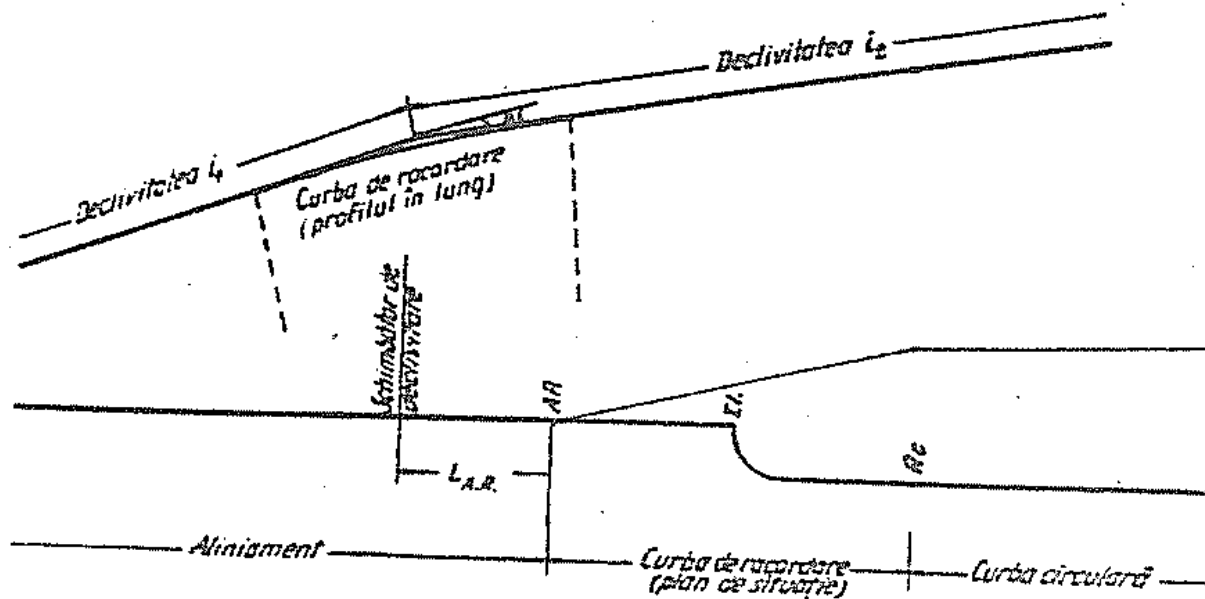 Declivitatea i₂
Declivitatea i₁
Curba de racordare
(profilul în lung)
Schimbător de
declivitate
AR
Re
L A.R.
Aliniament
Curba de racordare
(plan de situație)
Curba circulară